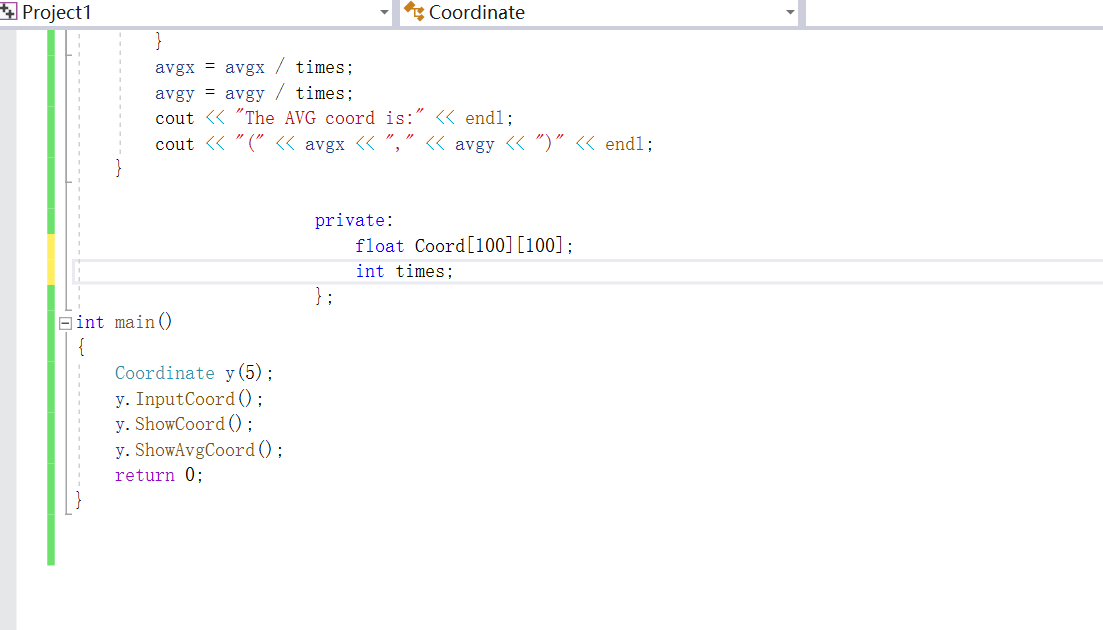 Project1 Coordinate
}
avgx = avgx / times;
avgy = avgy / times;
cout << "The AVG coord is:" << endl;
cout << "(" << avgx << "," << avgy << ")" << endl;
}
private:
float Coord[100][100];
int times;
};
int main()
{
Coordinate y(5);
y.InputCoord();
y.ShowCoord();
y.ShowAvgCoord();
return 0;
}